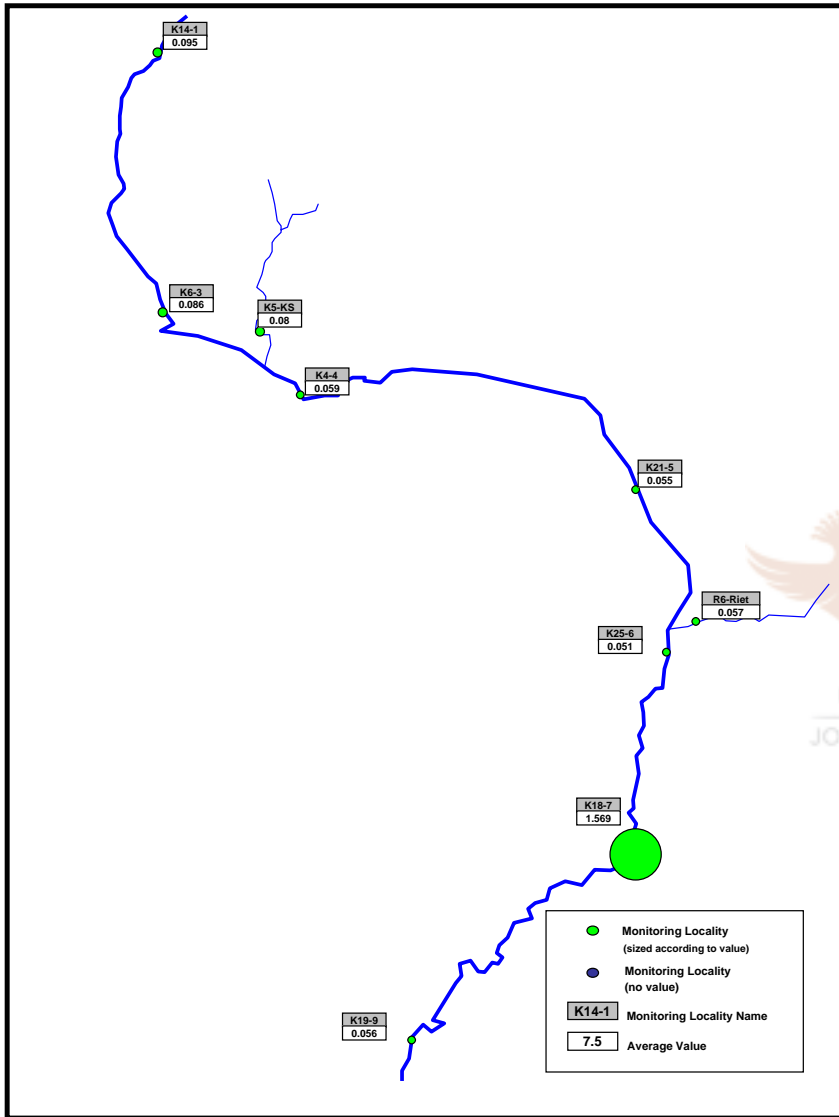 K14-1
0.095
K6-3
0.086
K5-KS
0.08
K4-4
0.059
K21-5
0.055
R6-Riet
0.057
K25-6
0.051
K18-7
1.569
K19-9
0.056
Monitoring Locality
(sized according to value)
Monitoring Locality
(no value)
K14-1 Monitoring Locality Name
7.5 Average Value
JO